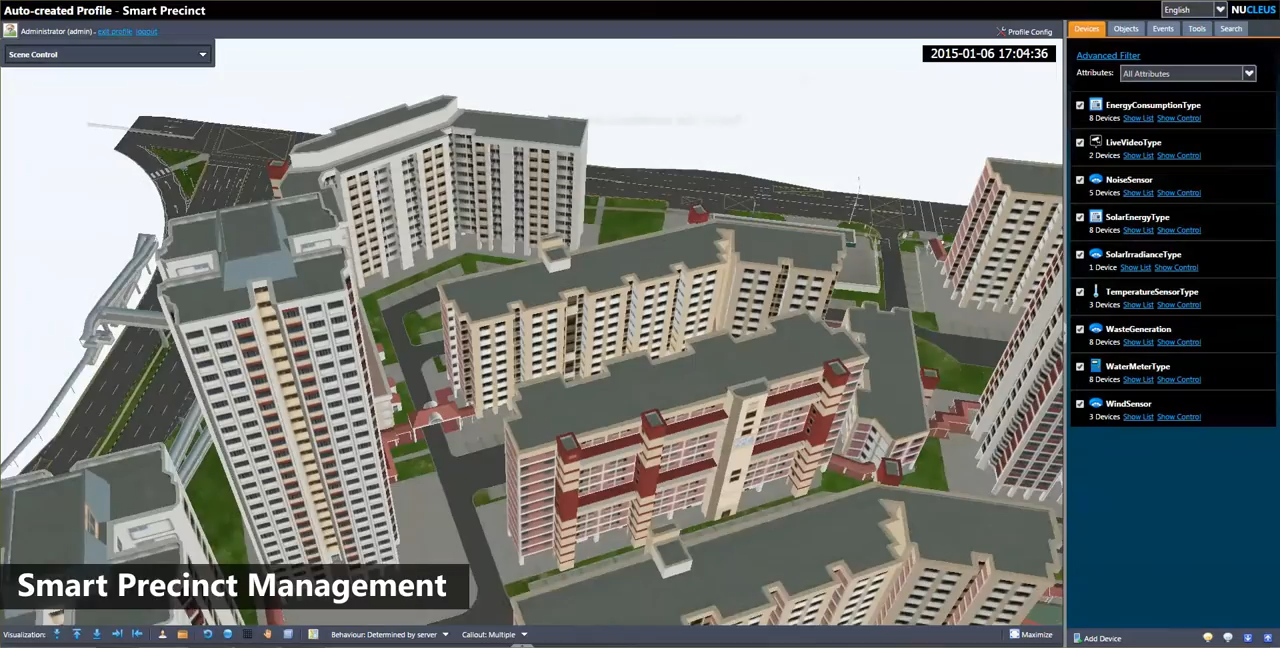 Auto-created Profile - Smart Precinct
English
NUCLEUS
Administrator (admin) - exit profile logout
Profile Config
Devices Objects Events Tools Search
Scene Control
2015-01-06 17:04:36
Advanced Filter
Attributes: All Attributes
EnergyConsumptionType
8 Devices Show List Show Control
LiveVideoType
2 Devices Show List Show Control
NoiseSensor
5 Devices Show List Show Control
SolarEnergyType
8 Devices Show List Show Control
SolarIrradianceType
1 Device Show List Show Control
TemperatureSensorType
3 Devices Show List Show Control
WasteGeneration
8 Devices Show List Show Control
WaterMeterType
8 Devices Show List Show Control
WindSensor
3 Devices Show List Show Control
Smart Precinct Management
Visualization: Behaviour: Determined by server Callout: Multiple Maximize
Add Device